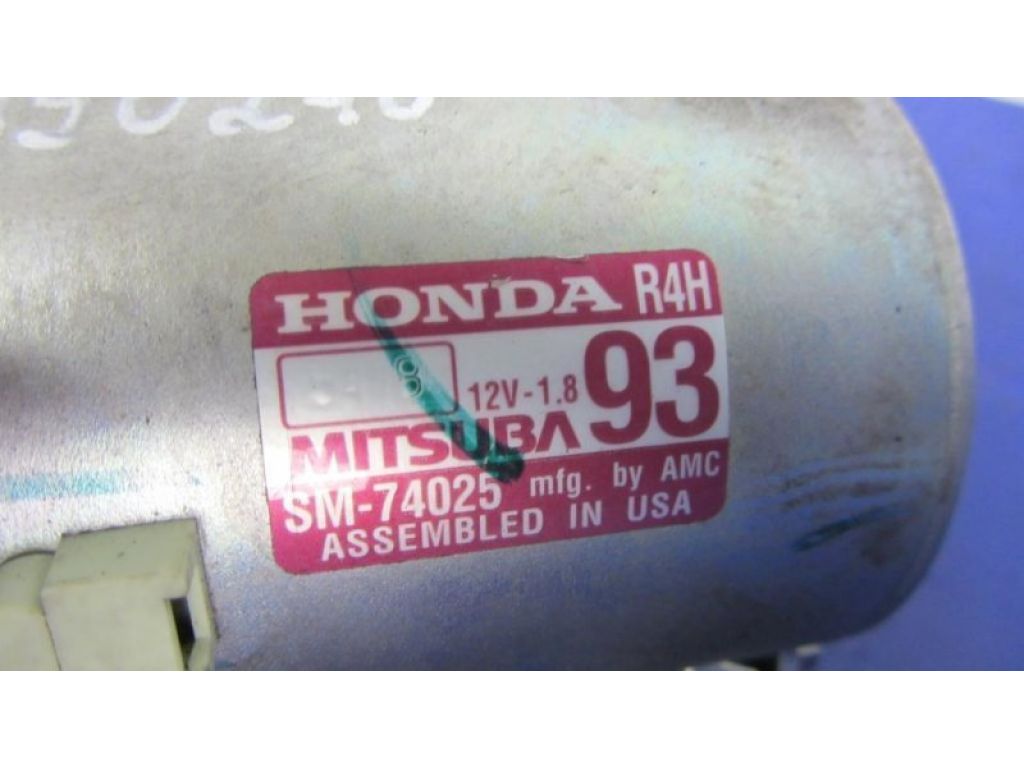 HONDA R4H
12V-1.8 93
MITSUBA
SM-74025 mfg. by AMC
ASSEMBLED IN USA